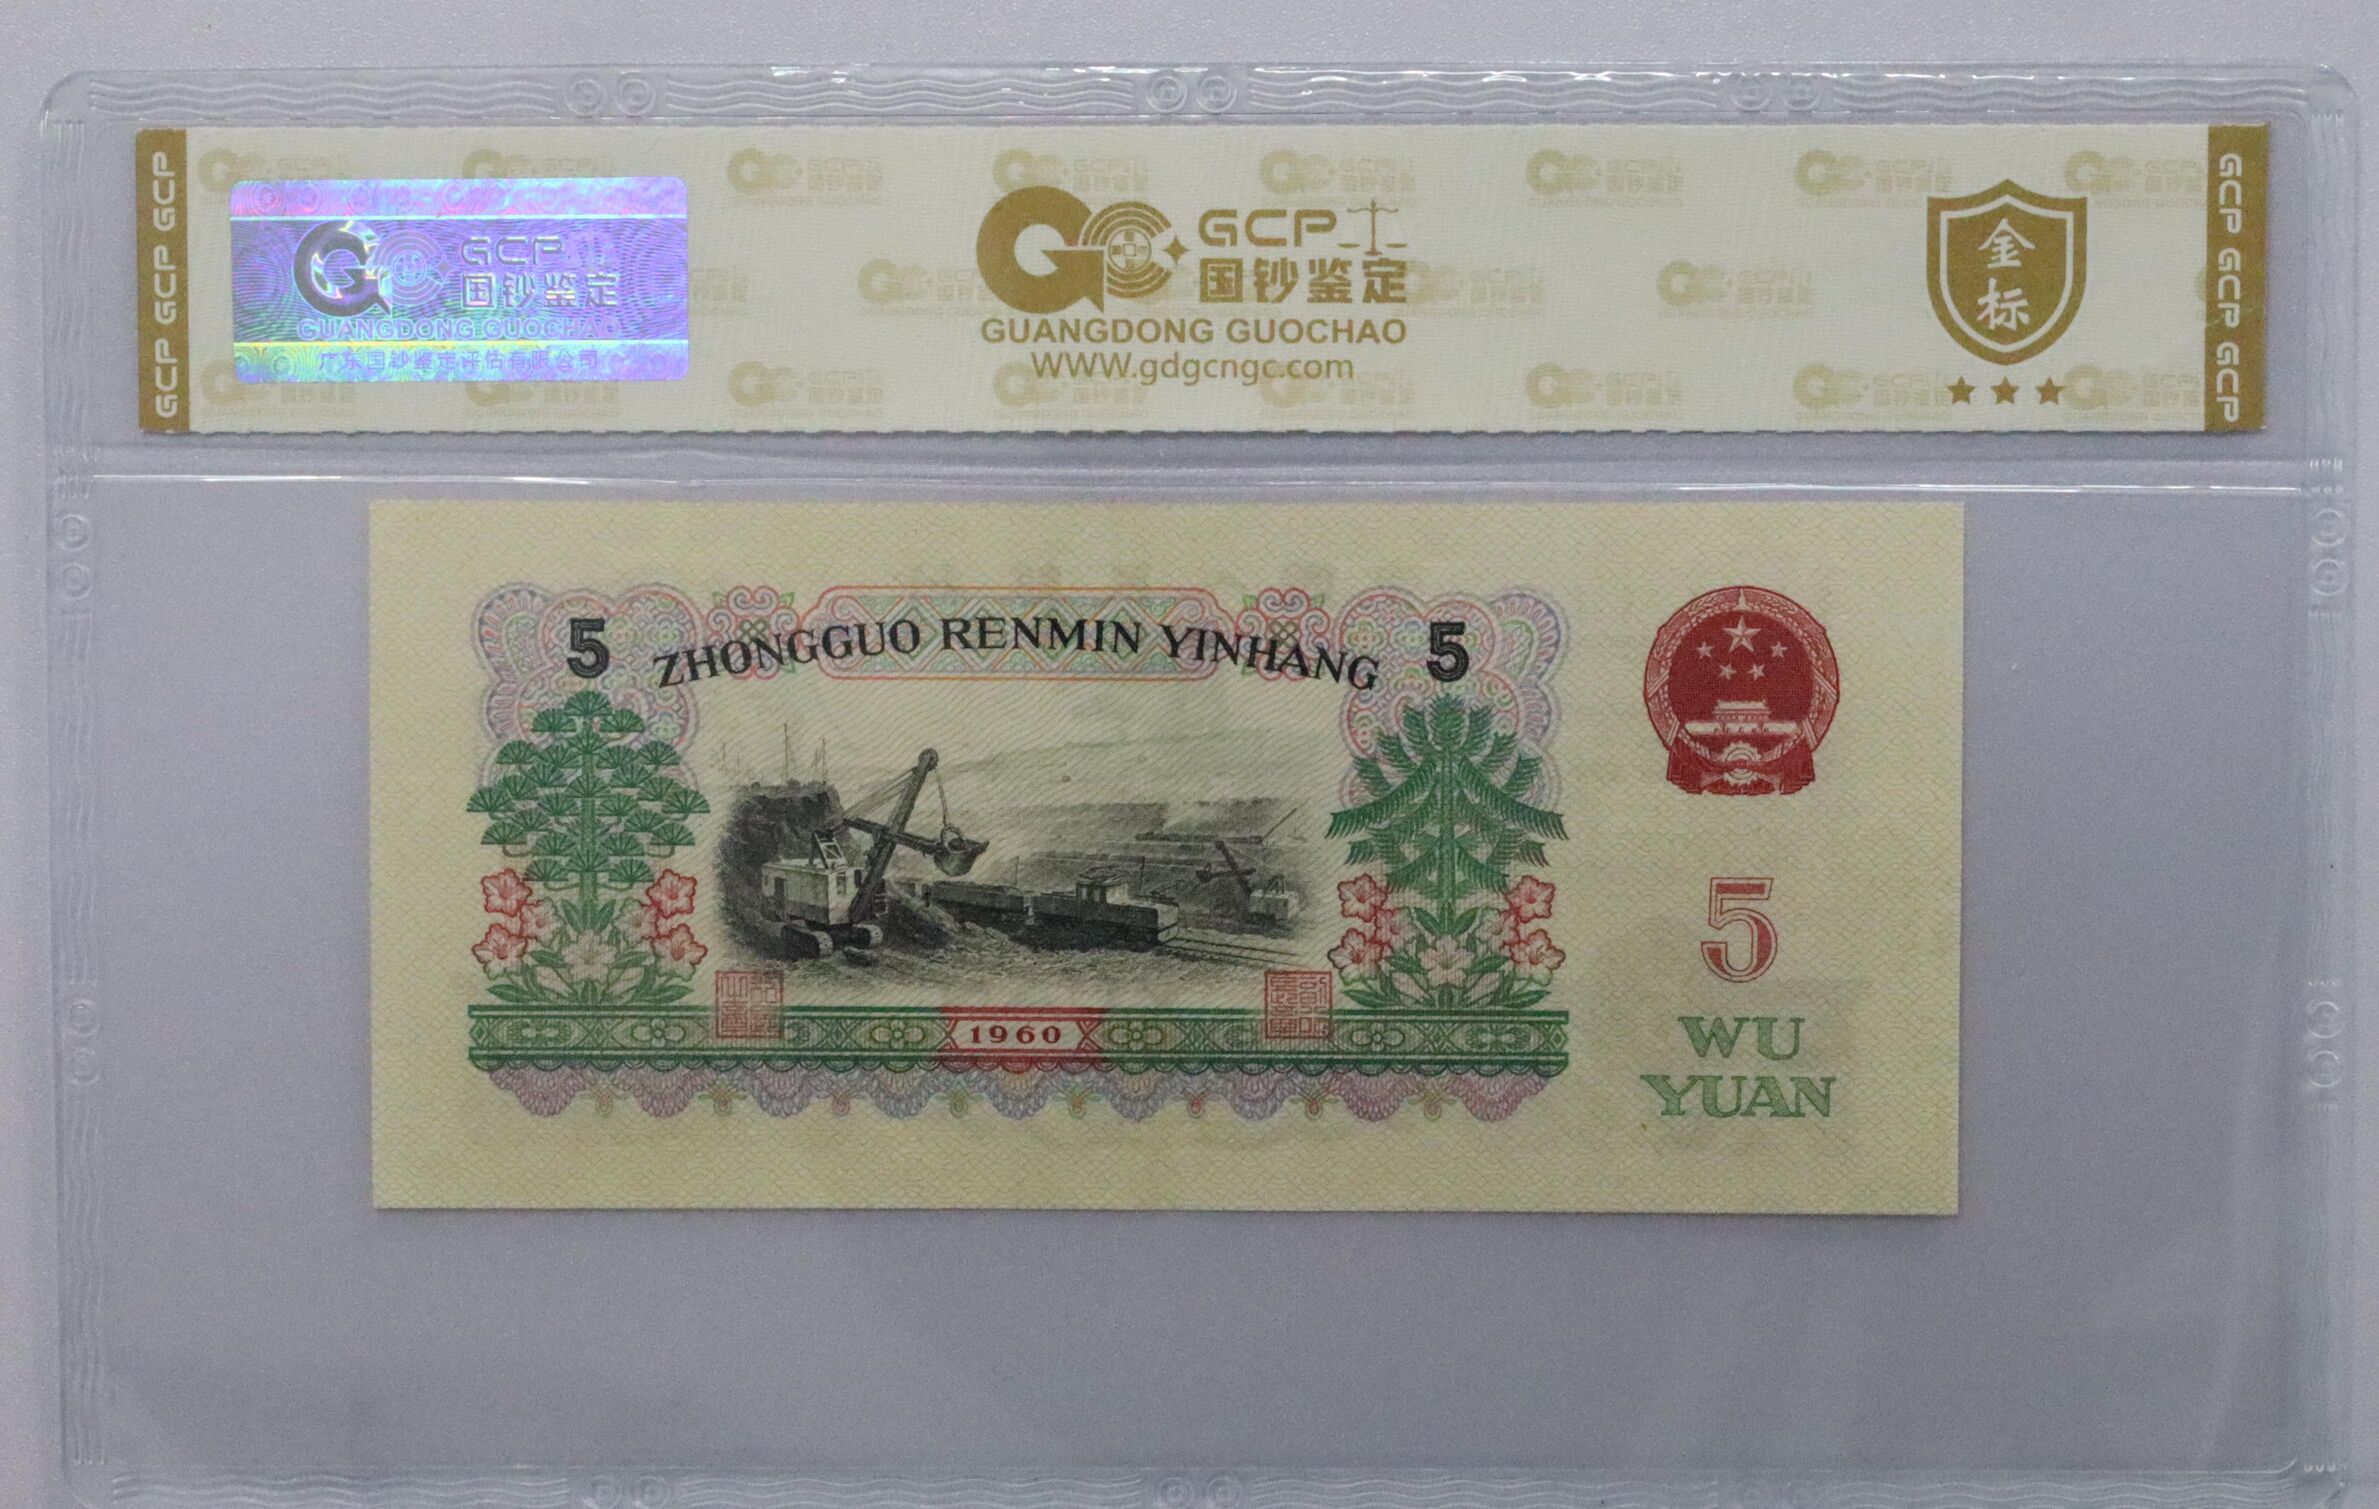 GCP GCP GCP
GCP
国钞鉴定
GUANGDONG GUOCHAO
广东国钞鉴定评估有限公司
GCP
国钞鉴定
GUANGDONG GUOCHAO
WWW.gdgcngc.com
金标
GCP GCP GCP
5 ZHONGGUO RENMIN YINHANG 5
1960
5
WU
YUAN